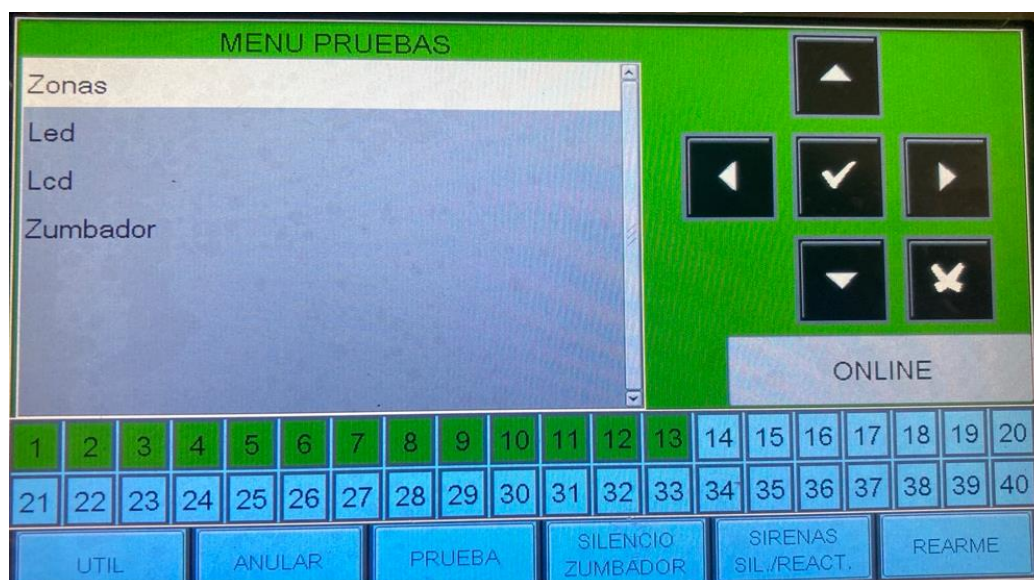 MENU PRUEBAS
Zonas
Led
Lcd
Zumbador
ONLINE
1 2 3 4 5 6 7 8 9 10 11 12 13 14 15 16 17 18 19 20
21 22 23 24 25 26 27 28 29 30 31 32 33 34 35 36 37 38 39 40
UTIL ANULAR PRUEBA SILENCIO ZUMBADOR SIRENAS SIL./REACT. REARME